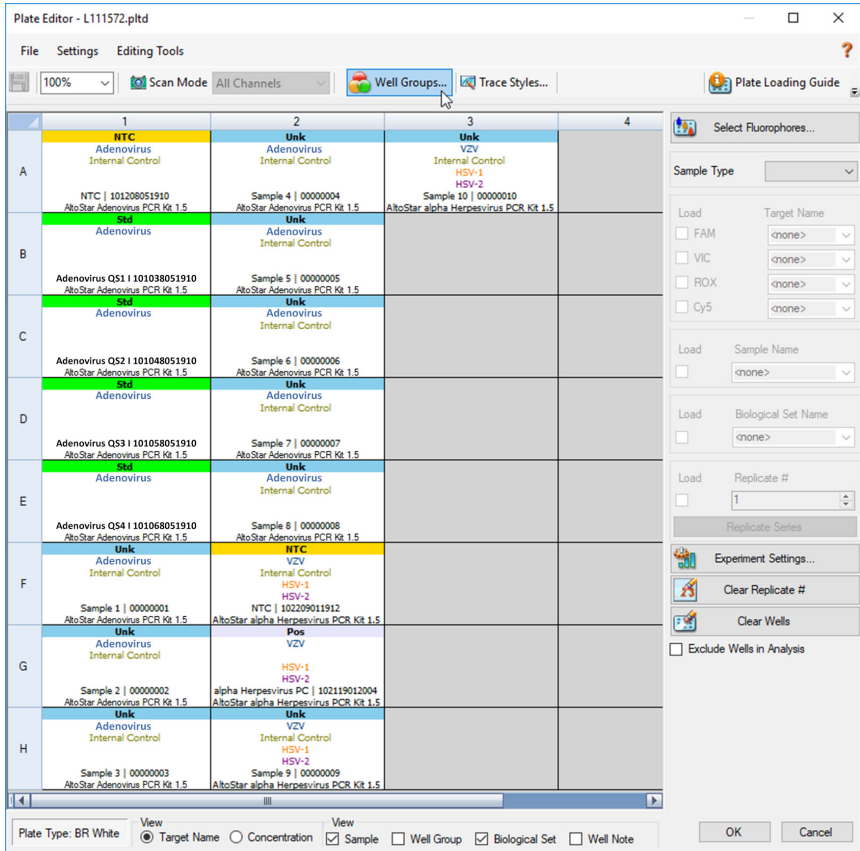 Plate Editor - L111572.pltd
File Settings Editing Tools ?
100% Scan Mode All Channels Well Groups... Trace Styles... Plate Loading Guide
1 2 3 4
A
NTC
Adenovirus
Internal Control
NTC | 101208051910
AltoStar Adenovirus PCR Kit 1.5
Unk
Adenovirus
Internal Control
Sample 4 | 00000004
AltoStar Adenovirus PCR Kit 1.5
Unk
VZV
Internal Control
HSV-1
HSV-2
Sample 10 | 00000010
AltoStar alpha Herpesvirus PCR Kit 1.5
B
Std
Adenovirus
Adenovirus QS1 I 101038051910
AltoStar Adenovirus PCR Kit 1.5
Unk
Adenovirus
Internal Control
Sample 5 | 00000005
AltoStar Adenovirus PCR Kit 1.5
C
Std
Adenovirus
Adenovirus QS2 I 101048051910
AltoStar Adenovirus PCR Kit 1.5
Unk
Adenovirus
Internal Control
Sample 6 | 00000006
AltoStar Adenovirus PCR Kit 1.5
D
Std
Adenovirus
Adenovirus QS3 I 101058051910
AltoStar Adenovirus PCR Kit 1.5
Unk
Adenovirus
Internal Control
Sample 7 | 00000007
AltoStar Adenovirus PCR Kit 1.5
E
Std
Adenovirus
Adenovirus QS4 I 101068051910
AltoStar Adenovirus PCR Kit 1.5
Unk
Adenovirus
Internal Control
Sample 8 | 00000008
AltoStar Adenovirus PCR Kit 1.5
F
Unk
Adenovirus
Internal Control
Sample 1 | 00000001
AltoStar Adenovirus PCR Kit 1.5
NTC
VZV
Internal Control
HSV-1
HSV-2
NTC | 102209011912
AltoStar alpha Herpesvirus PCR Kit 1.5
G
Unk
Adenovirus
Internal Control
Sample 2 | 00000002
AltoStar Adenovirus PCR Kit 1.5
Pos
VZV
HSV-1
HSV-2
alpha Herpesvirus PC | 102119012004
AltoStar alpha Herpesvirus PCR Kit 1.5
H
Unk
Adenovirus
Internal Control
Sample 3 | 00000003
AltoStar Adenovirus PCR Kit 1.5
Unk
VZV
Internal Control
HSV-1
HSV-2
Sample 9 | 00000009
AltoStar alpha Herpesvirus PCR Kit 1.5
Select Fluorophores...
Sample Type
Load Target Name
FAM <none>
VIC <none>
ROX <none>
Cy5 <none>
Load Sample Name
<none>
Load Biological Set Name
<none>
Load Replicate #
1
Replicate Series
Experiment Settings...
Clear Replicate #
Clear Wells
Exclude Wells in Analysis
Plate Type: BR White
View
Target Name Concentration
View
Sample Well Group Biological Set Well Note
OK Cancel